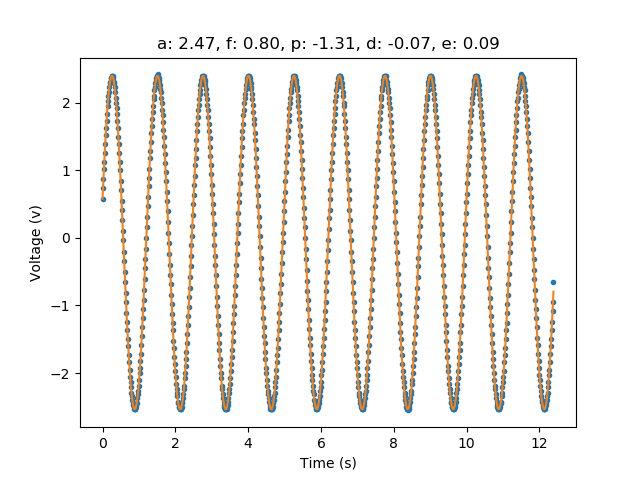 a: 2.47, f: 0.80, p: -1.31, d: -0.07, e: 0.09
2
1
0
−1
−2
Voltage (v)
0 2 4 6 8 10 12
Time (s)